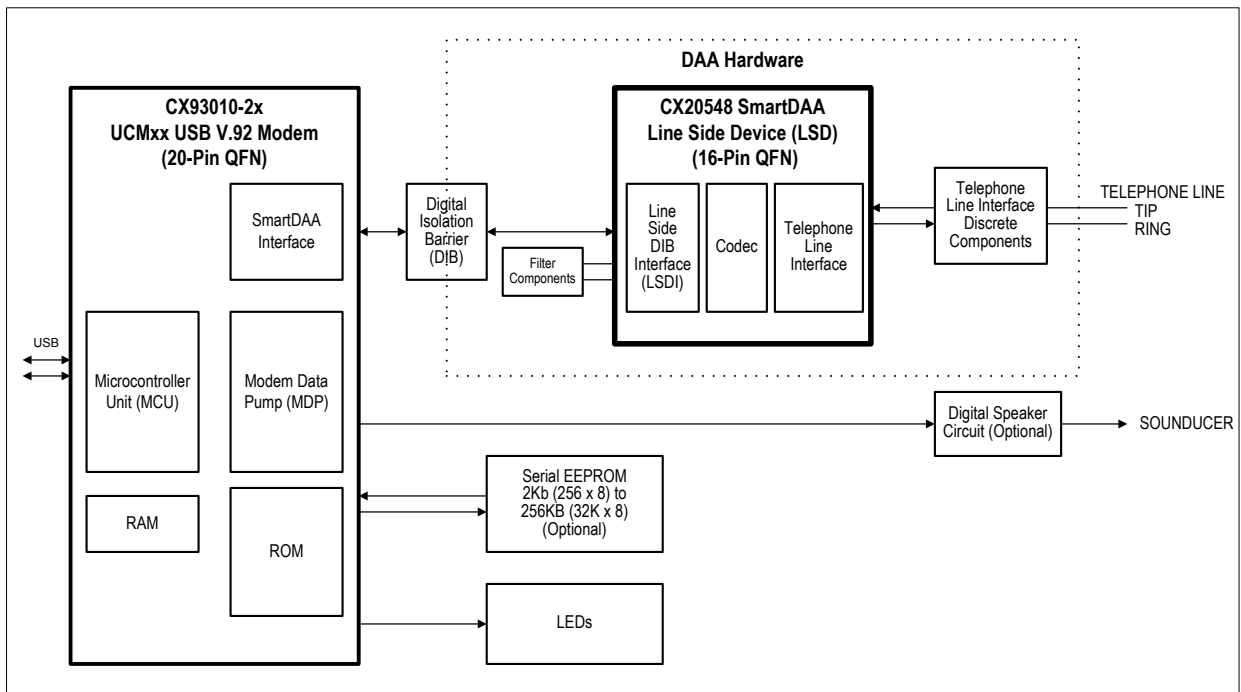 DAA Hardware
CX93010-2x
UCMxx USB V.92 Modem
(20-Pin QFN)
CX20548 SmartDAA
Line Side Device (LSD)
(16-Pin QFN)
SmartDAA
Interface
Digital
Isolation
Barrier
(DIB)
Filter
Components
Line
Side
DIB
Interface
(LSDI)
Codec
Telephone
Line
Interface
Telephone
Line Interface
Discrete
Components
TELEPHONE LINE
TIP
RING
USB
Microcontroller
Unit (MCU)
Modem Data
Pump (MDP)
Digital Speaker
Circuit (Optional)
SOUNDUCER
RAM
ROM
Serial EEPROM
2Kb (256 x 8) to
256KB (32K x 8)
(Optional)
LEDs